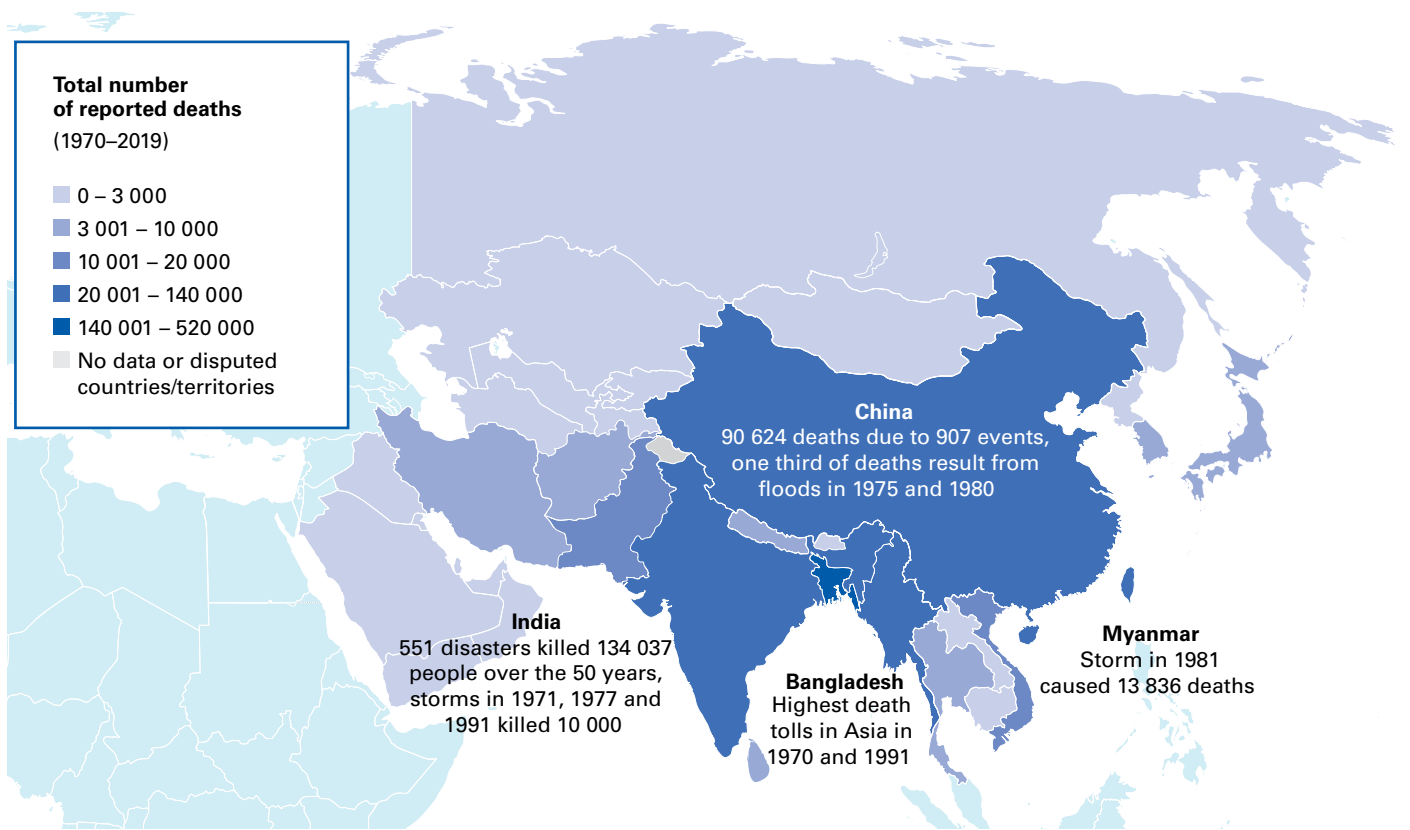 Total number
of reported deaths
(1970–2019)
0 – 3 000
3 001 – 10 000
10 001 – 20 000
20 001 – 140 000
140 001 – 520 000
No data or disputed
countries/territories
China
90 624 deaths due to 907 events,
one third of deaths result from
floods in 1975 and 1980
India
551 disasters killed 134 037
people over the 50 years,
storms in 1971, 1977 and
1991 killed 10 000
Bangladesh
Highest death
tolls in Asia in
1970 and 1991
Myanmar
Storm in 1981
caused 13 836 deaths